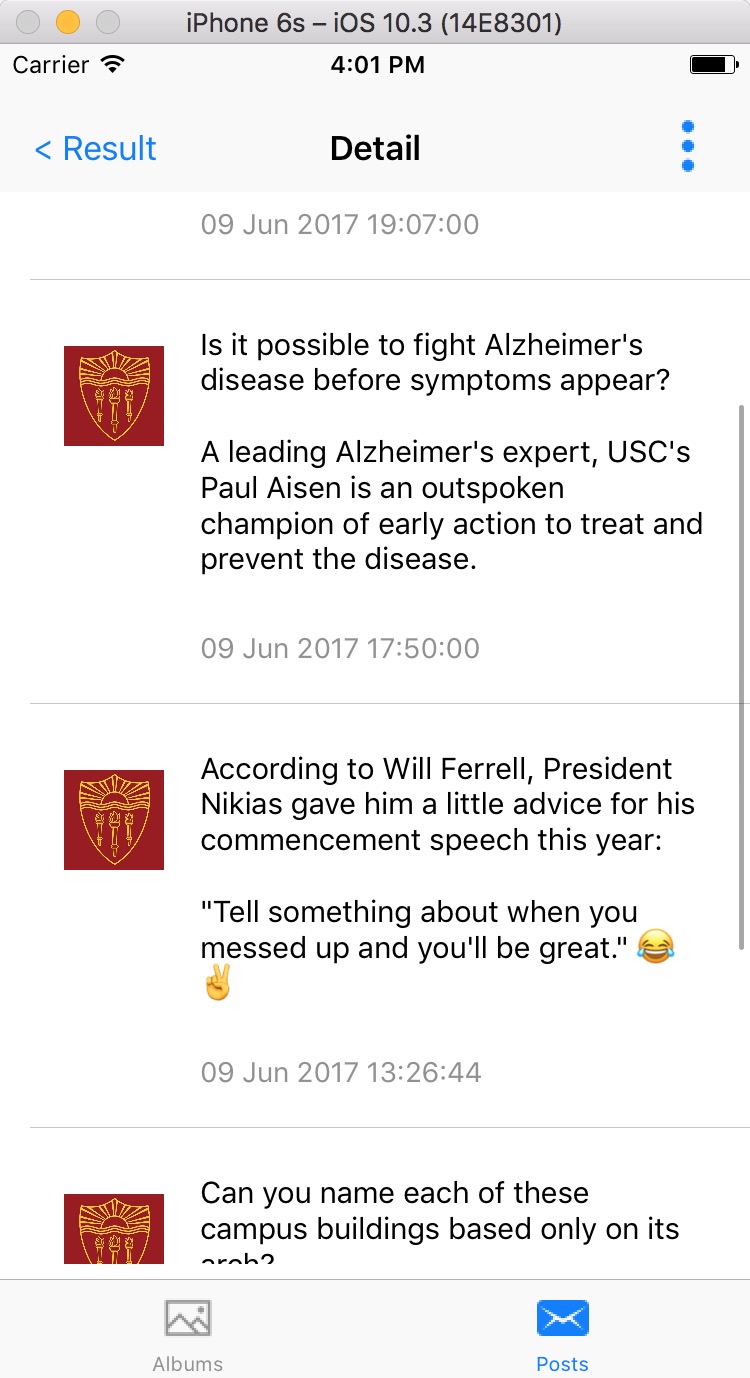 iPhone 6s – iOS 10.3 (14E8301)
Carrier
4:01 PM
< Result
Detail
09 Jun 2017 19:07:00
Is it possible to fight Alzheimer's
disease before symptoms appear?
A leading Alzheimer's expert, USC's
Paul Aisen is an outspoken
champion of early action to treat and
prevent the disease.
09 Jun 2017 17:50:00
According to Will Ferrell, President
Nikias gave him a little advice for his
commencement speech this year:
"Tell something about when you
messed up and you'll be great." 😂
✌️
09 Jun 2017 13:26:44
Can you name each of these
campus buildings based only on its
arch?
Albums
Posts